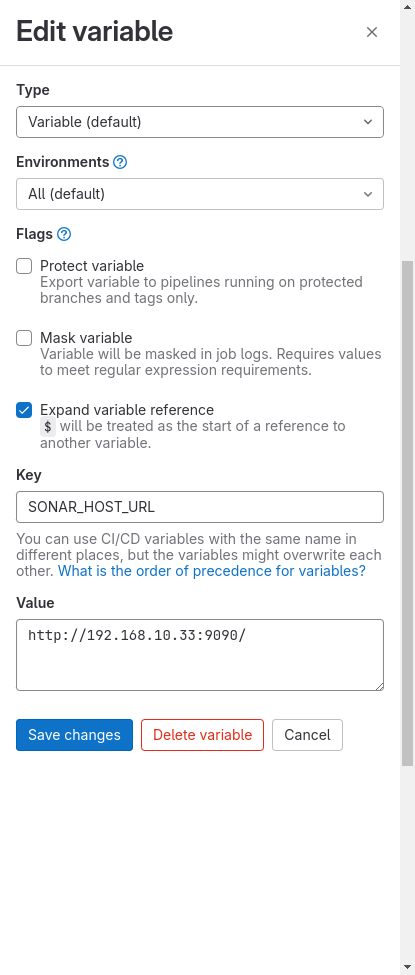 Edit variable
Type
Variable (default)
Environments
All (default)
Flags
Protect variable
Export variable to pipelines running on protected
branches and tags only.
Mask variable
Variable will be masked in job logs. Requires values
to meet regular expression requirements.
Expand variable reference
$ will be treated as the start of a reference to
another variable.
Key
SONAR_HOST_URL
You can use CI/CD variables with the same name in
different places, but the variables might overwrite each
other. What is the order of precedence for variables?
Value
http://192.168.10.33:9090/
Save changes Delete variable Cancel